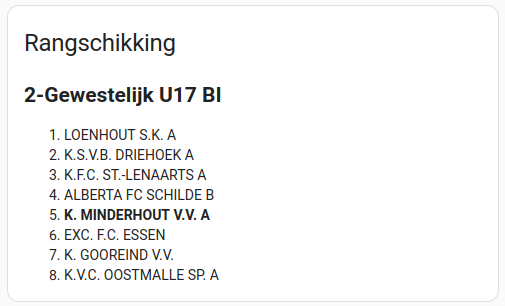 Rangschikking
2-Gewestelijk U17 BI
1. LOENHOUT S.K. A
2. K.S.V.B. DRIEHOEK A
3. K.F.C. ST.-LENAARTS A
4. ALBERTA FC SCHILDE B
5. K. MINDERHOUT V.V. A
6. EXC. F.C. ESSEN
7. K. GOOREIND V.V.
8. K.V.C. OOSTMALLE SP. A